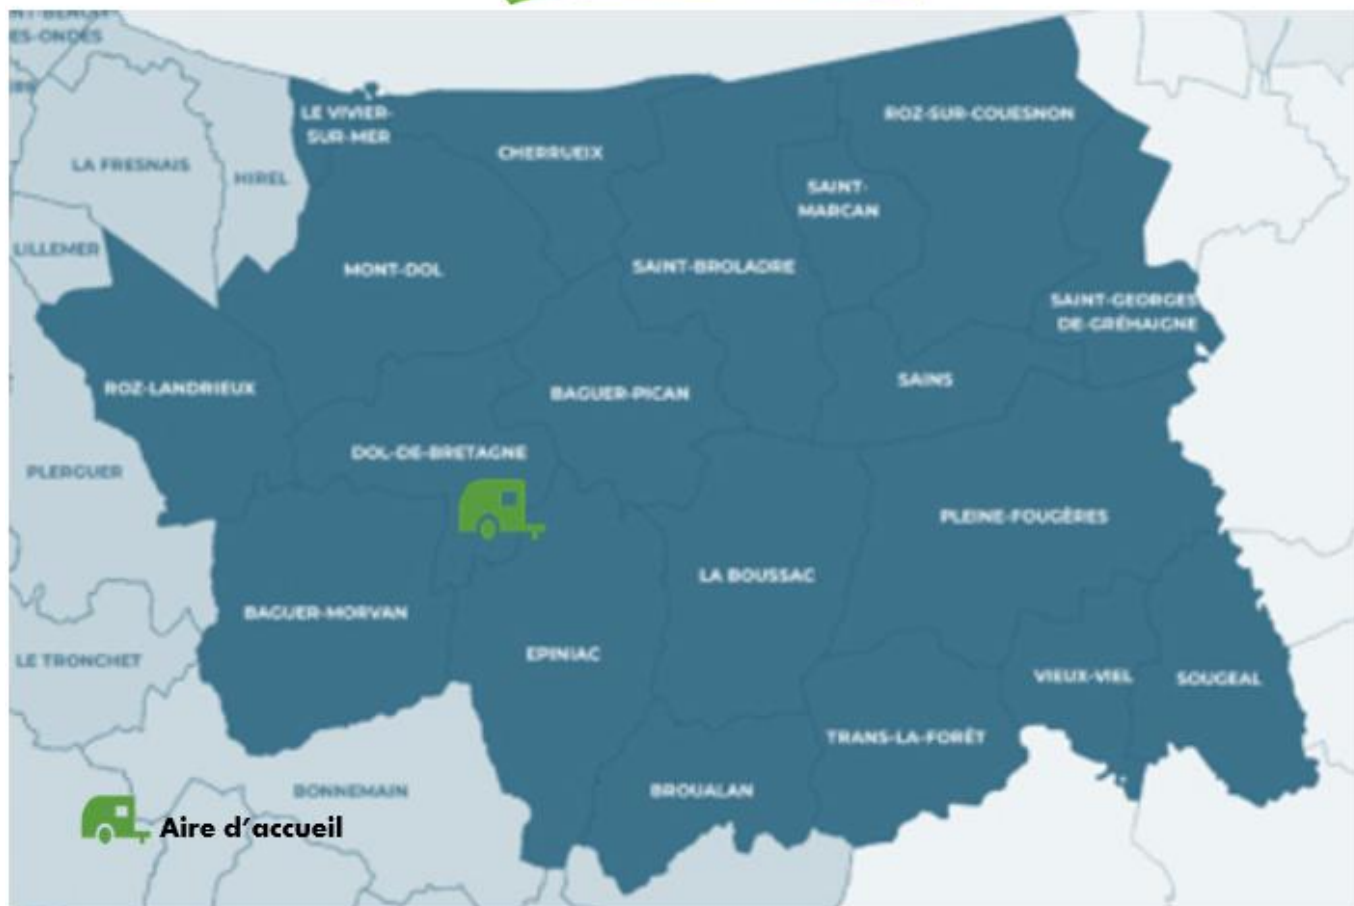 ES-ONDES
LE VIVIER-
SUR-MER
ROZ-SUR-COUESNON
CHERRUEIX
LA FRESNAIS
HIREL
SAINT-
MARCAN
LILLEMER
MONT-DOL
SAINT-BROLADRE
SAINT-GEORGES
DE-GRÉHAIGNE
ROZ-LANDRIEUX
BAGUER-PICAN
SAINS
DOL-DE-BRETAGNE
PLERGUER
PLEINE-FOUGÈRES
LA BOUSSAC
BAGUER-MORVAN
EPINIAC
LE TRONCHET
VIEUX-VIEL
SOUGEAL
TRANS-LA-FORÊT
BONNEMAIN
BROUALAN
Aire d'accueil